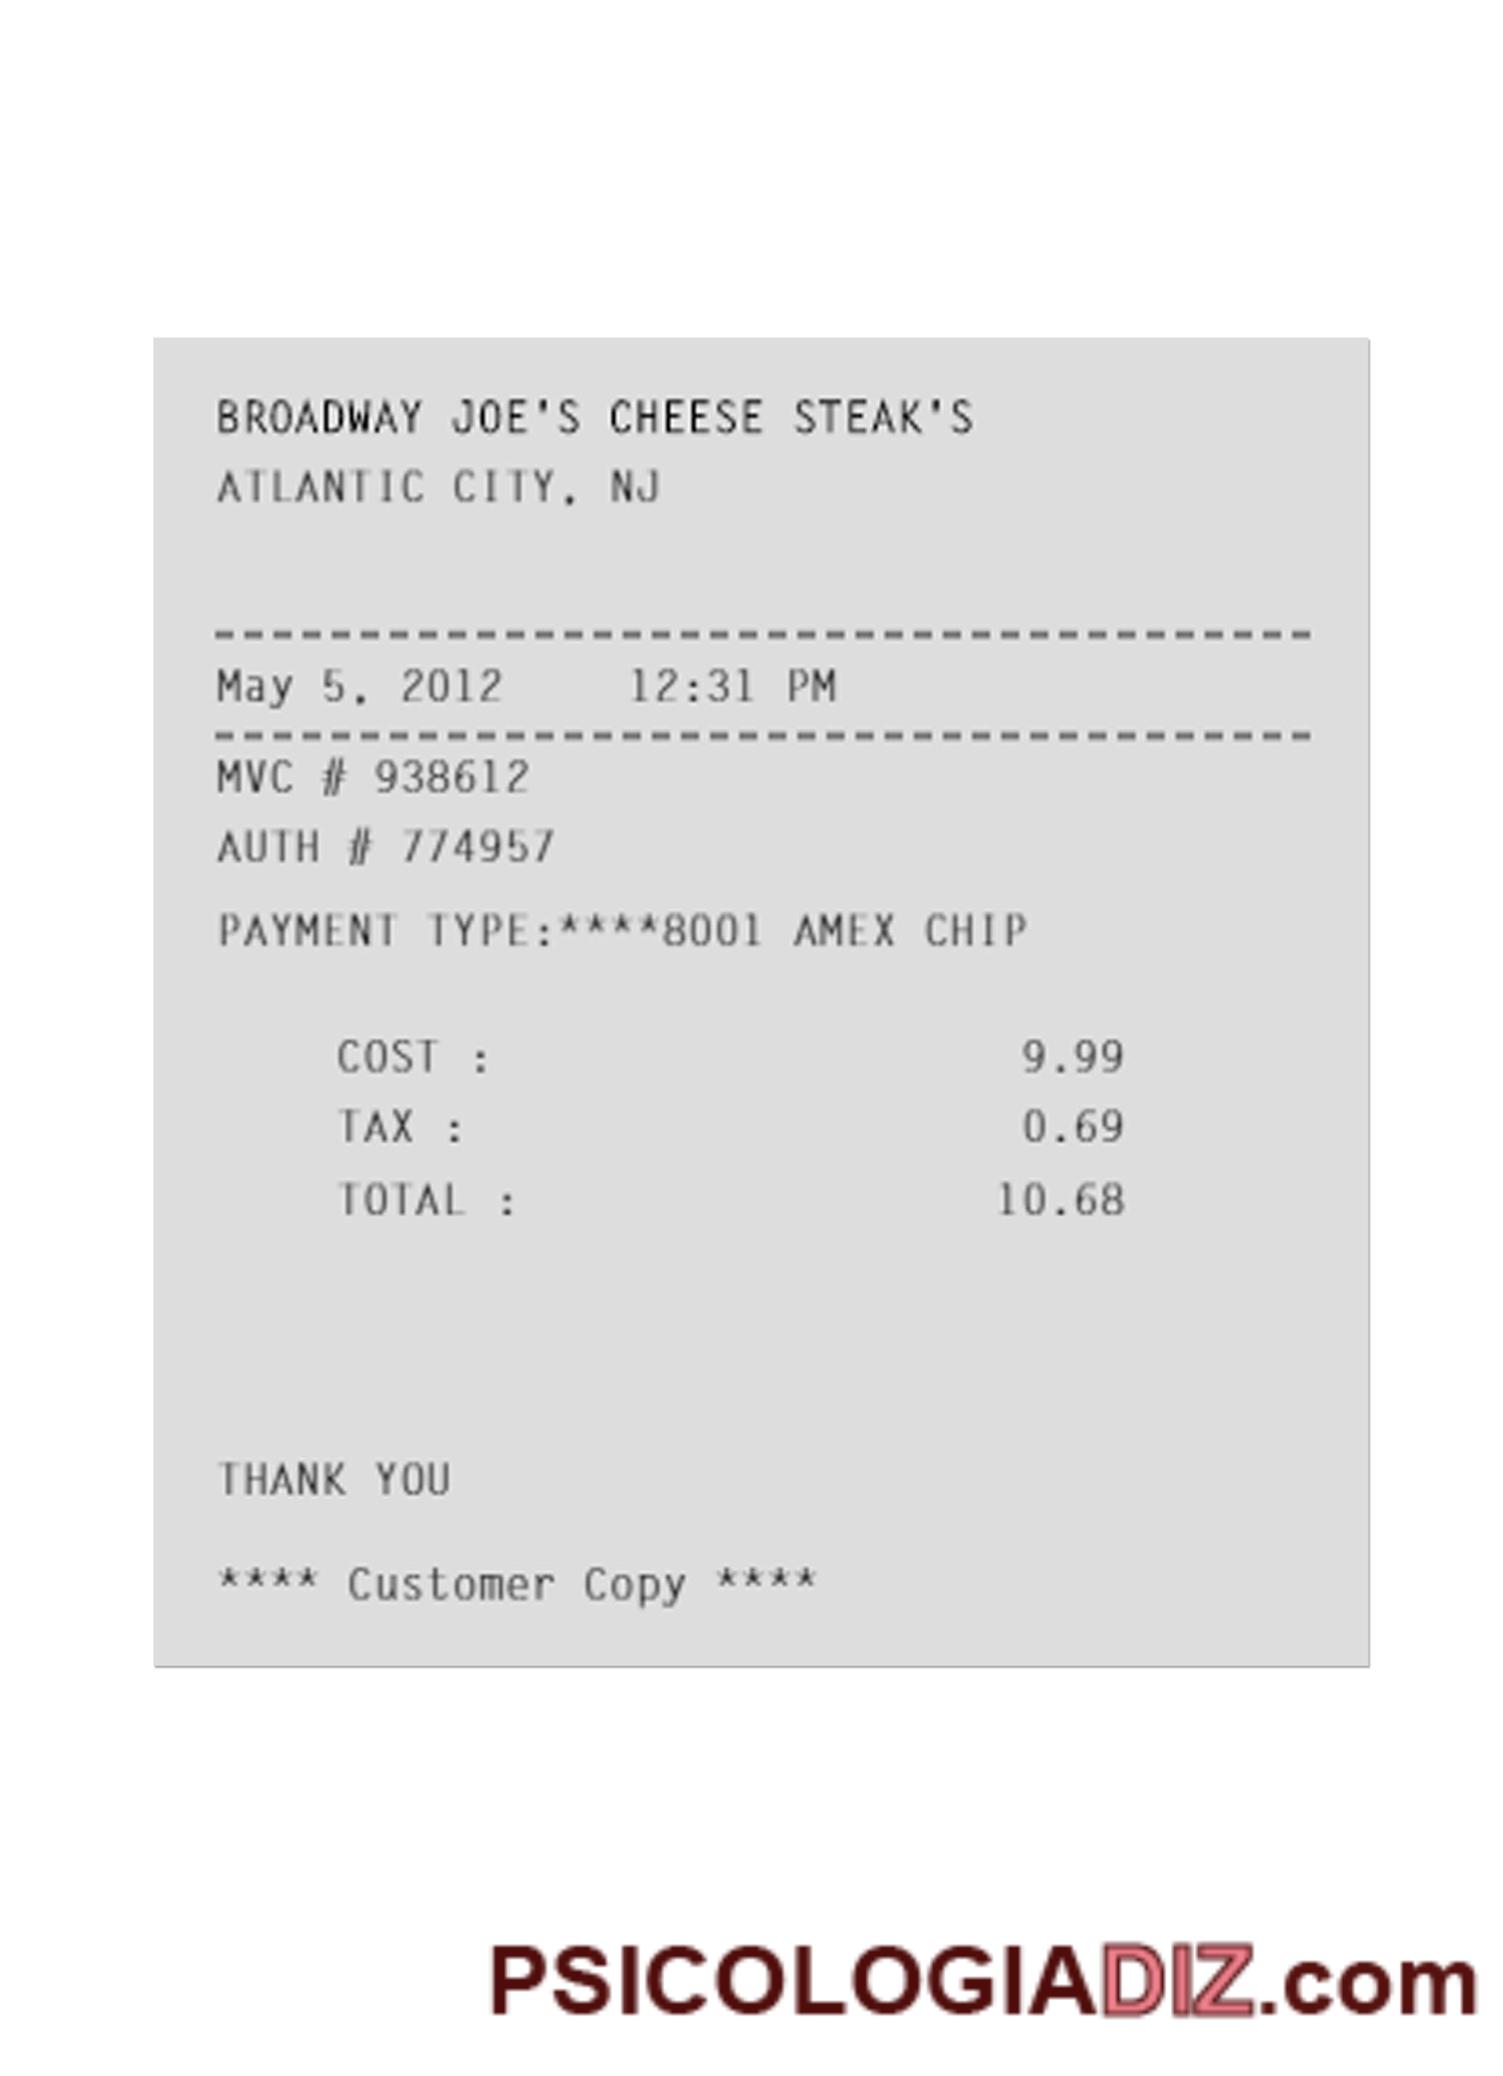 BROADWAY JOE'S CHEESE STEAK'S
ATLANTIC CITY, NJ
------------------------------------------
May 5, 2012 12:31 PM
------------------------------------------
MVC # 938612
AUTH # 774957
PAYMENT TYPE:****8001 AMEX CHIP
COST : 9.99
TAX : 0.69
TOTAL : 10.68
THANK YOU
**** Customer Copy ****
PSICOLOGIADIZ.com